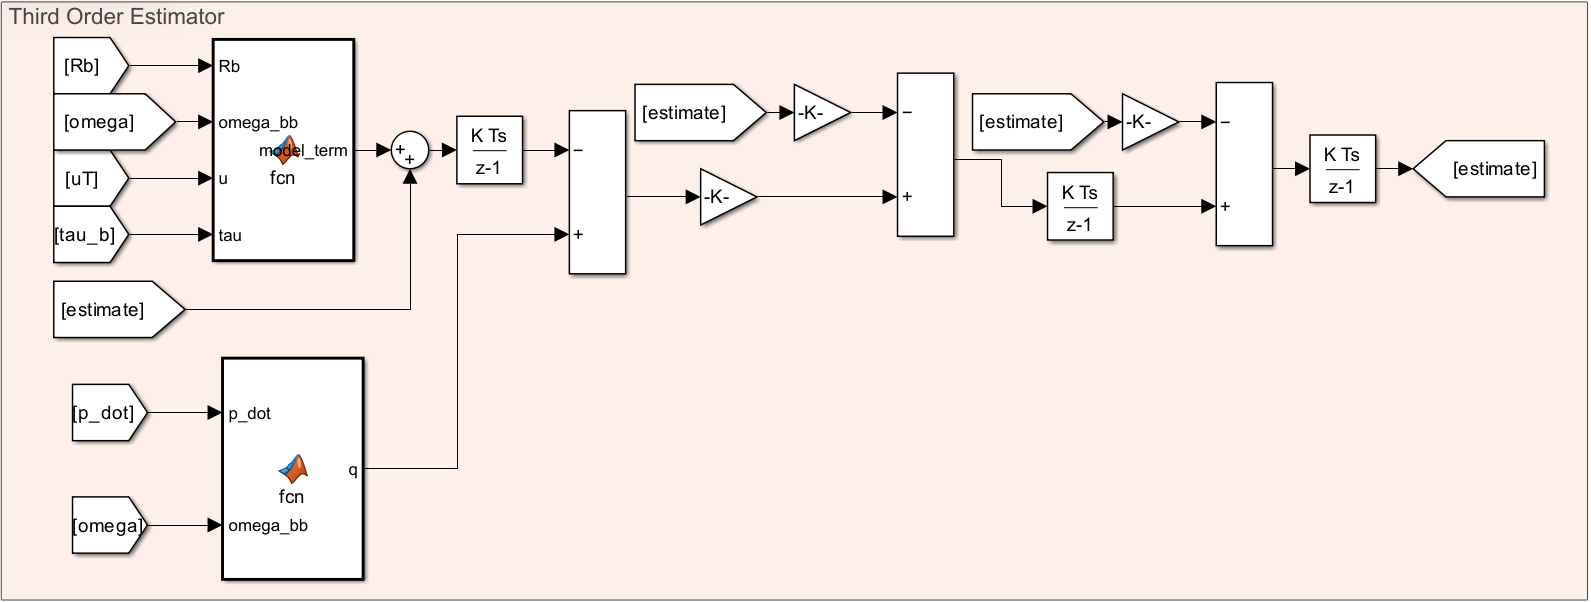 Third Order Estimator
[Rb]
[omega]
[uT]
[tau_b]
[estimate]
Rb
omega_bb
model_term
u
fcn
tau
+
+
K Ts
z-1
−
+
[estimate]
-K-
-K-
−
+
[estimate]
-K-
K Ts
z-1
−
+
K Ts
z-1
[estimate]
[p_dot]
[omega]
p_dot
q
fcn
omega_bb